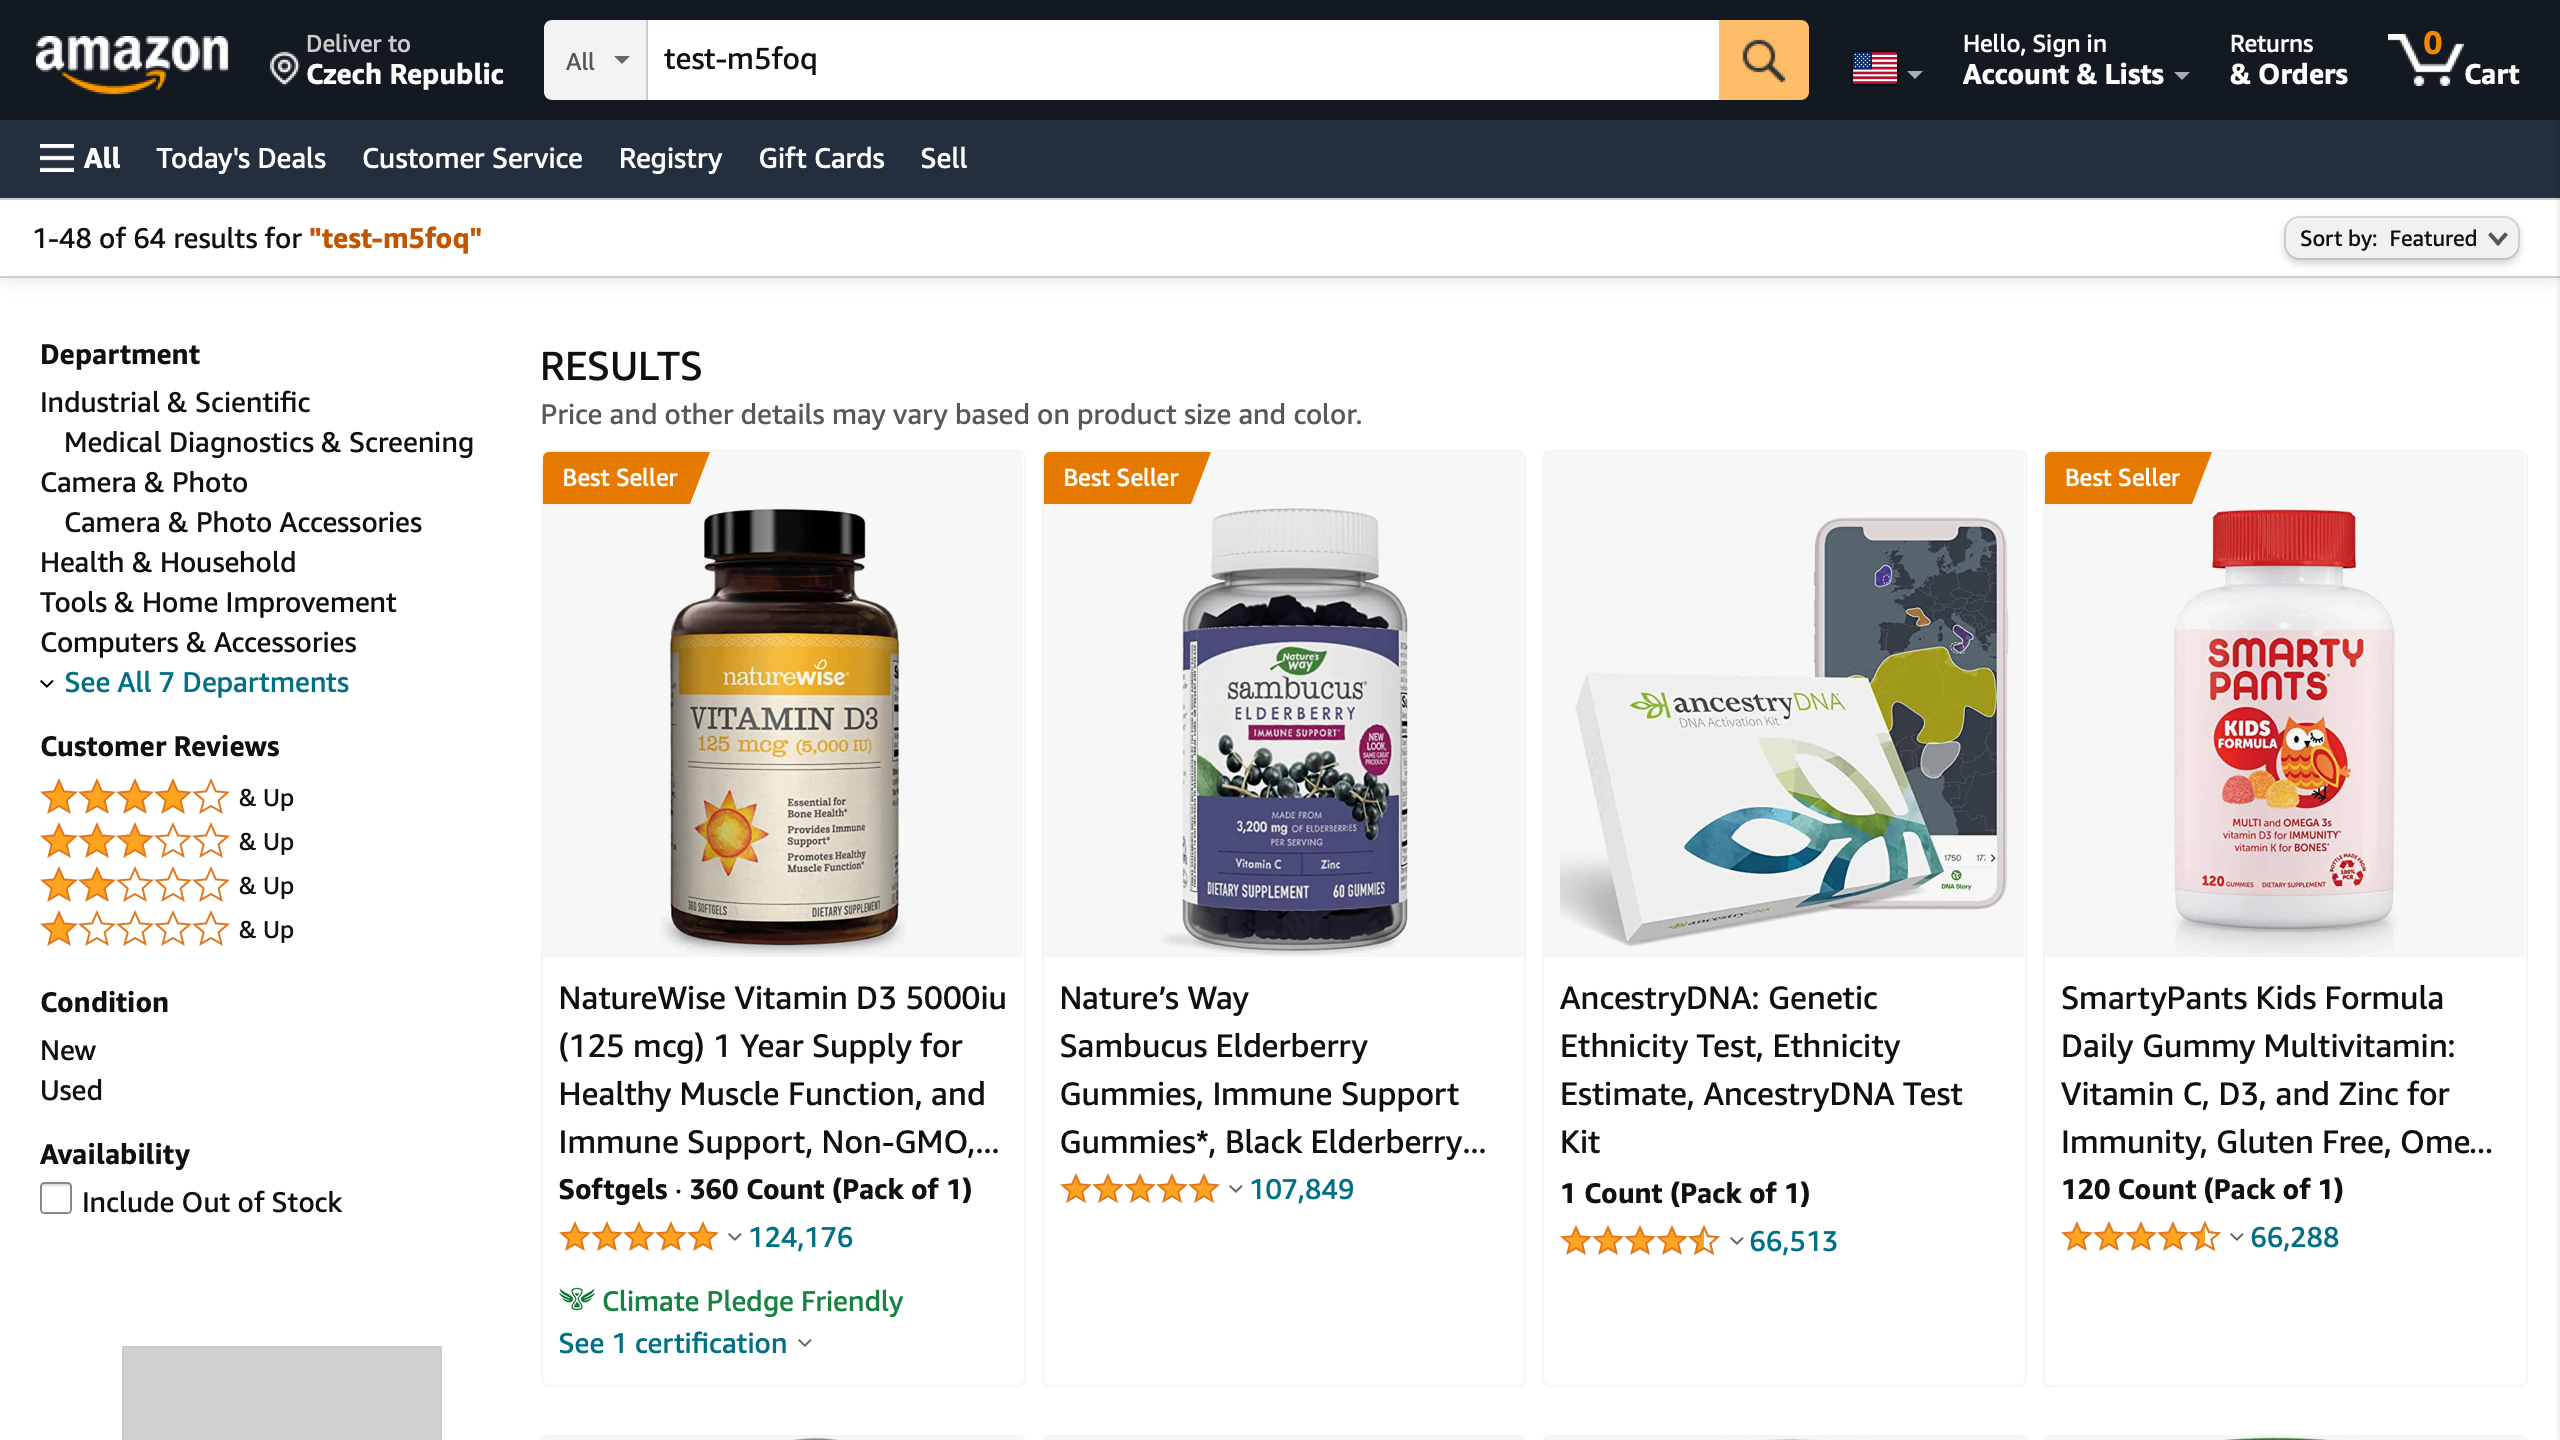 amazon
Deliver to
Czech Republic
All
test-m5foq
Hello, Sign in
Account & Lists
Returns
& Orders
0
Cart
All
Today's Deals
Customer Service
Registry
Gift Cards
Sell
1-48 of 64 results for "test-m5foq"
Sort by: Featured
Department
Industrial & Scientific
Medical Diagnostics & Screening
Camera & Photo
Camera & Photo Accessories
Health & Household
Tools & Home Improvement
Computers & Accessories
See All 7 Departments
Customer Reviews
& Up
& Up
& Up
& Up
Condition
New
Used
Availability
Include Out of Stock
RESULTS
Price and other details may vary based on product size and color.
Best Seller
naturewise
VITAMIN D3
125 mcg (5,000 IU)
Essential for
Bone Health*
Provides Immune
Support*
Promotes Healthy
Muscle Function*
360 SOFTGELS
DIETARY SUPPLEMENT
NatureWise Vitamin D3 5000iu
(125 mcg) 1 Year Supply for
Healthy Muscle Function, and
Immune Support, Non-GMO,...
Softgels · 360 Count (Pack of 1)
124,176
Climate Pledge Friendly
See 1 certification
Best Seller
Nature's
Way
sambucus
ELDERBERRY
IMMUNE SUPPORT*
NEW
LOOK,
SAME GREAT
PRODUCT!
MADE FROM
3,200 mg OF ELDERBERRIES
PER SERVING
Vitamin C
Zinc
DIETARY SUPPLEMENT
60 GUMMIES
Nature’s Way
Sambucus Elderberry
Gummies, Immune Support
Gummies*, Black Elderberry...
107,849
ancestryDNA
DNA Activation Kit
ancestryDNA
1750
DNA Story
AncestryDNA: Genetic
Ethnicity Test, Ethnicity
Estimate, AncestryDNA Test
Kit
1 Count (Pack of 1)
66,513
Best Seller
SMARTY
PANTS
KIDS
FORMULA
MULTI and OMEGA 3s
vitamin D3 for IMMUNITY*
vitamin K for BONES*
120 GUMMIES
DIETARY SUPPLEMENT
BOTTLE MADE FROM
100%
PCR
SmartyPants Kids Formula
Daily Gummy Multivitamin:
Vitamin C, D3, and Zinc for
Immunity, Gluten Free, Ome...
120 Count (Pack of 1)
66,288